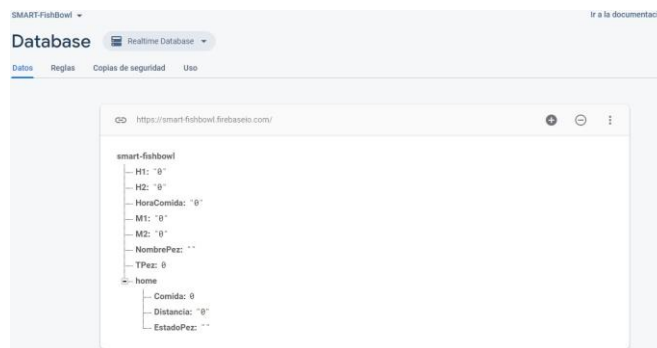 SMART-FishBowl
Ir a la documentaci
Database Realtime Database
Datos Reglas Copias de seguridad Uso
https://smart-fishbowl.firebaseio.com/
smart-fishbowl
H1: "0"
H2: "0"
HoraComida: "0"
M1: "0"
M2: "0"
NombrePez: ""
TPez: 0
home
Comida: 0
Distancia: "0"
EstadoPez: ""